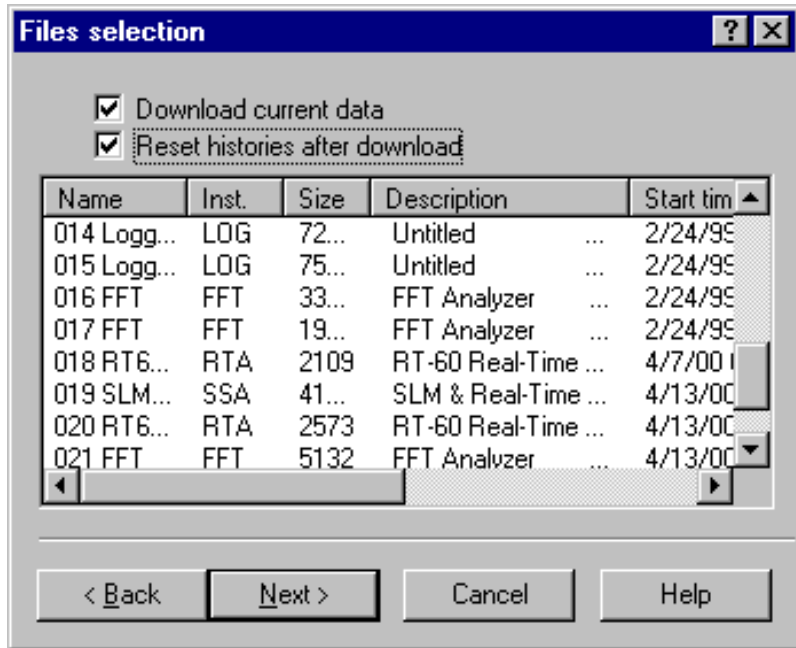 Files selection
Download current data
Reset histories after download
Name Inst. Size Description Start tim
014 Logg... LOG 72... Untitled ... 2/24/99
015 Logg... LOG 75... Untitled ... 2/24/99
016 FFT FFT 33... FFT Analyzer ... 2/24/99
017 FFT FFT 19... FFT Analyzer ... 2/24/99
018 RT6... RTA 2109 RT-60 Real-Time ... 4/7/00
019 SLM... SSA 41... SLM & Real-Time ... 4/13/00
020 RT6... RTA 2573 RT-60 Real-Time ... 4/13/00
021 FFT FFT 5132 FFT Analyzer ... 4/13/00
< Back Next > Cancel Help